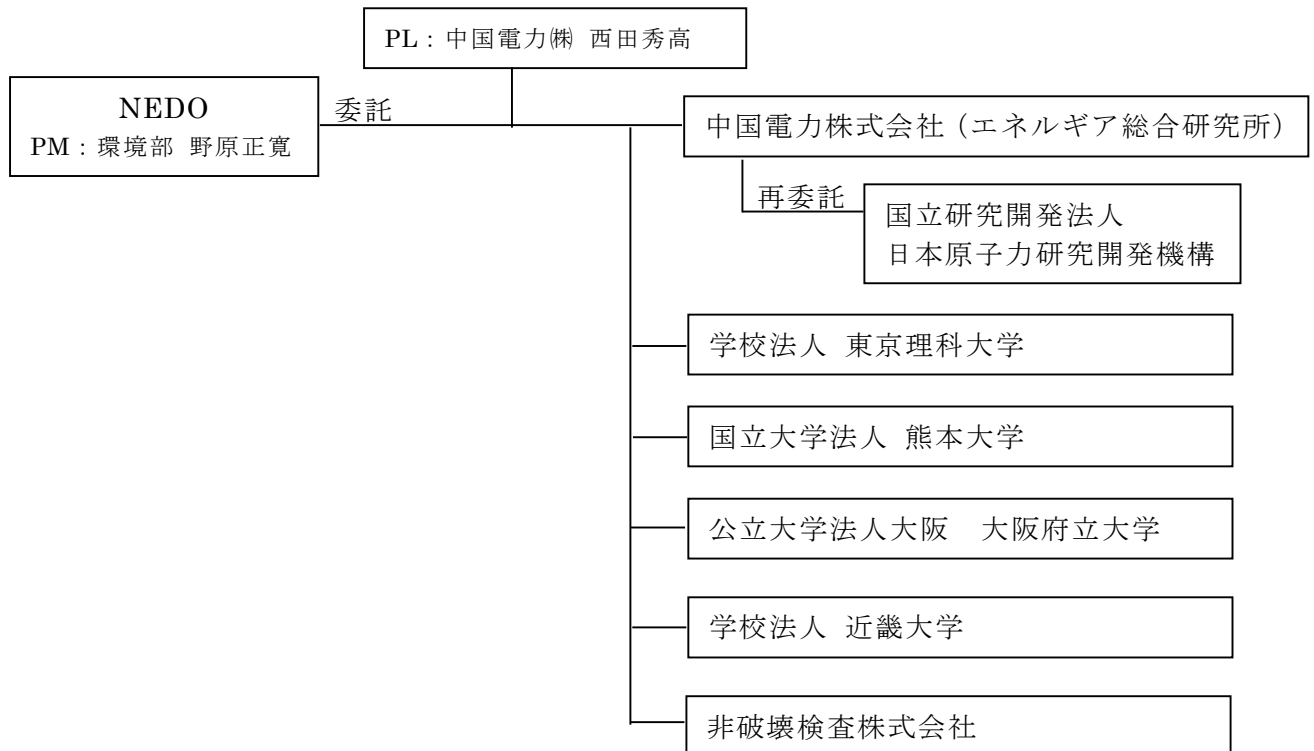 PL：中国電力㈱ 西田秀高
NEDO
PM：環境部 野原正寛
委託
中国電力株式会社（エネルギア総合研究所）
再委託
国立研究開発法人
日本原子力研究開発機構
学校法人 東京理科大学
国立大学法人 熊本大学
公立大学法人大阪　大阪府立大学
学校法人 近畿大学
非破壊検査株式会社